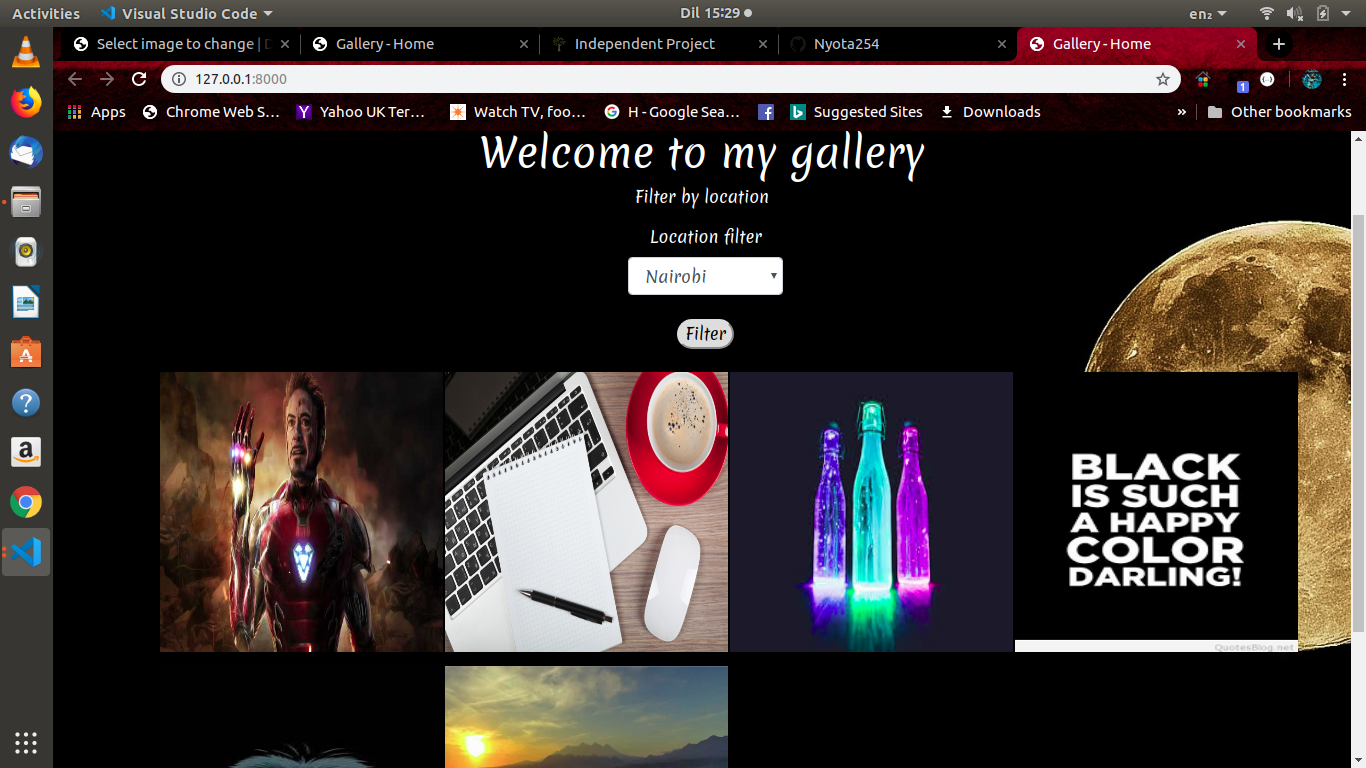 Activities Visual Studio Code Dil 15:29 en₂
Select image to change | D Gallery - Home Independent Project Nyota254 Gallery - Home
127.0.0.1:8000 1
Apps Chrome Web S... Yahoo UK Ter... Watch TV, foo... H - Google Sea... Suggested Sites Downloads » Other bookmarks
Welcome to my gallery
Filter by location
Location filter
Nairobi
Filter
BLACK
IS SUCH
A HAPPY
COLOR
DARLING!
QuotesBlog.net